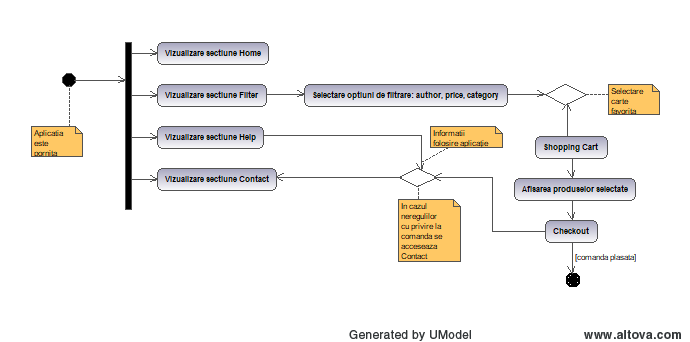 Vizualizare sectiune Home
Vizualizare sectiune Filter
Selectare optiuni de filtrare: author, price, category
Selectare
carte
favorita
Aplicatia
este
pornita
Vizualizare sectiune Help
Informatii
folosire aplicație
Shopping Cart
Vizualizare sectiune Contact
Afisarea produselor selectate
In cazul
neregulilor
cu privire la
comanda se
acceseaza
Contact
Checkout
[comanda plasata]
Generated by UModel
www.altova.com